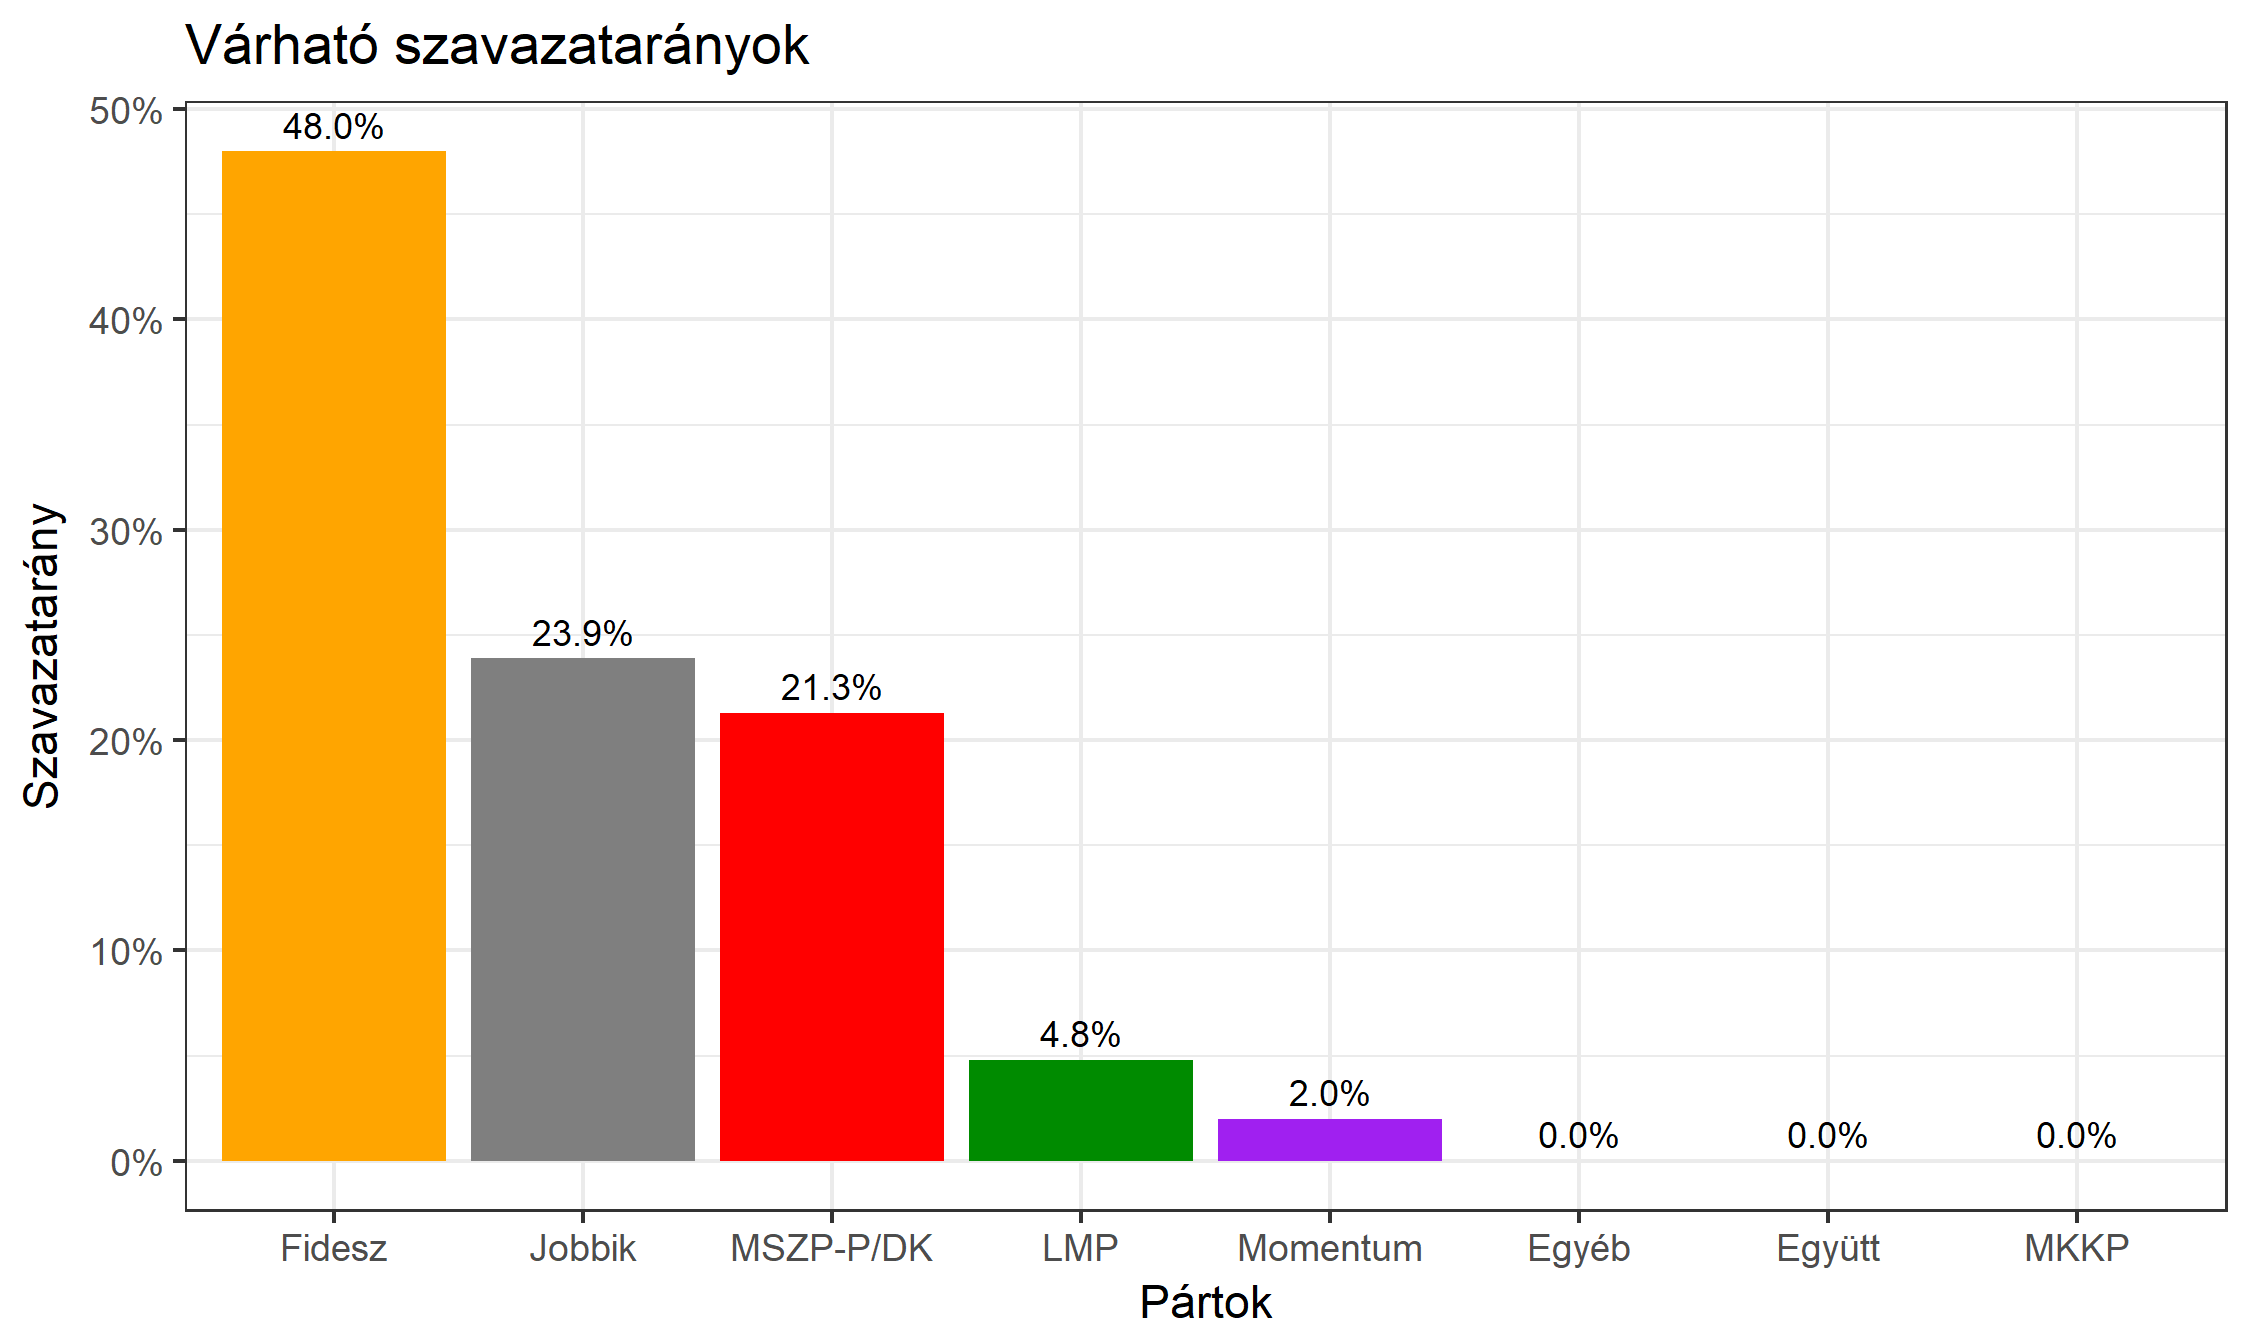 Várható szavazatarányok
Szavazatarány
50%
40%
30%
20%
10%
0%
48.0%
23.9%
21.3%
4.8%
2.0%
0.0%
0.0%
0.0%
Fidesz
Jobbik
MSZP-P/DK
LMP
Momentum
Egyéb
Együtt
MKKP
Pártok